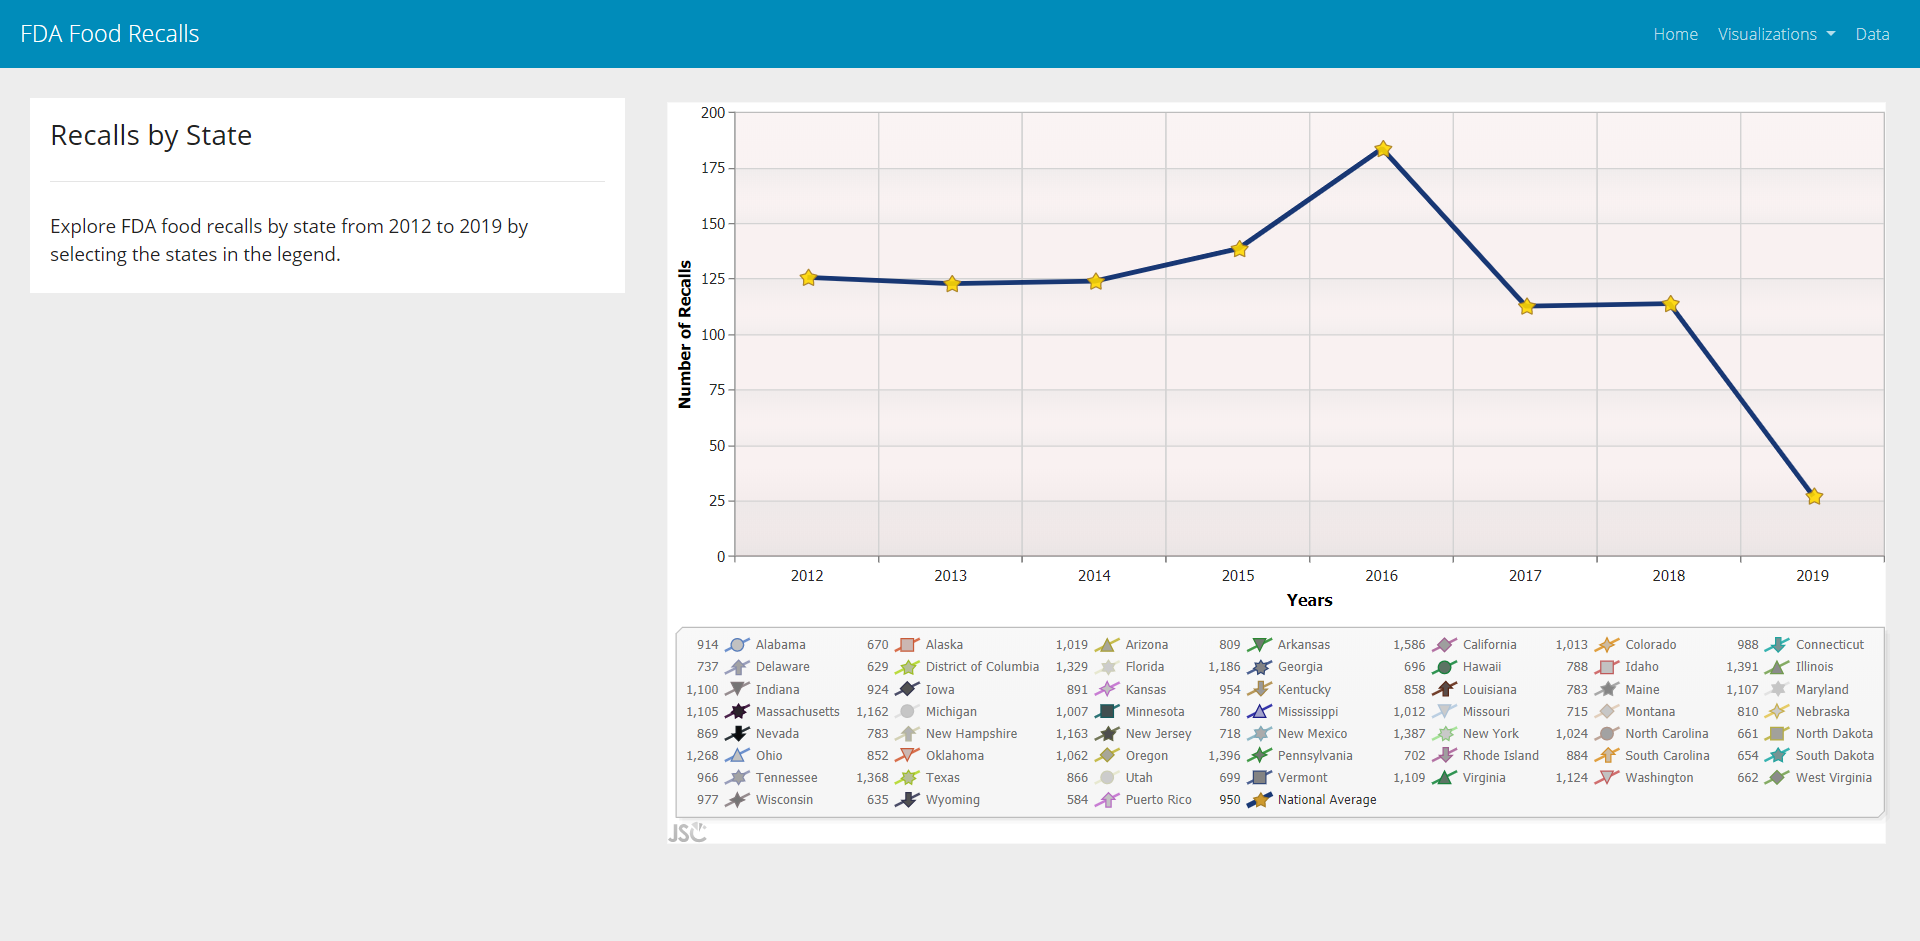 FDA Food Recalls
Home Visualizations Data
Recalls by State
Explore FDA food recalls by state from 2012 to 2019 by
selecting the states in the legend.
Number of Recalls
200
175
150
125
100
75
50
25
0
2012 2013 2014 2015 2016 2017 2018 2019
Years
914 Alabama 670 Alaska 1,019 Arizona 809 Arkansas 1,586 California 1,013 Colorado 988 Connecticut
737 Delaware 629 District of Columbia 1,329 Florida 1,186 Georgia 696 Hawaii 788 Idaho 1,391 Illinois
1,100 Indiana 924 Iowa 891 Kansas 954 Kentucky 858 Louisiana 783 Maine 1,107 Maryland
1,105 Massachusetts 1,162 Michigan 1,007 Minnesota 780 Mississippi 1,012 Missouri 715 Montana 810 Nebraska
869 Nevada 783 New Hampshire 1,163 New Jersey 718 New Mexico 1,387 New York 1,024 North Carolina 661 North Dakota
1,268 Ohio 852 Oklahoma 1,062 Oregon 1,396 Pennsylvania 702 Rhode Island 884 South Carolina 654 South Dakota
966 Tennessee 1,368 Texas 866 Utah 699 Vermont 1,109 Virginia 1,124 Washington 662 West Virginia
977 Wisconsin 635 Wyoming 584 Puerto Rico 950 National Average
JSC